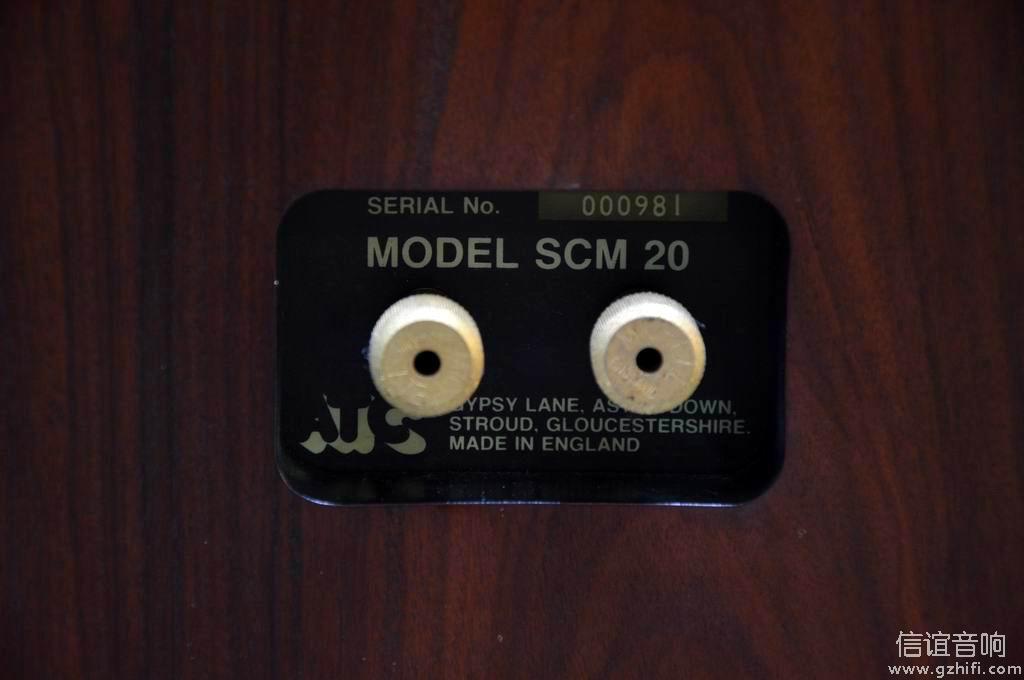 SERIAL No. 000981
MODEL SCM 20
LANE, DOWN,
STROUD, GLOUCESTERSHIRE.
MADE IN ENGLAND
信谊音响
www.gzhifi.com